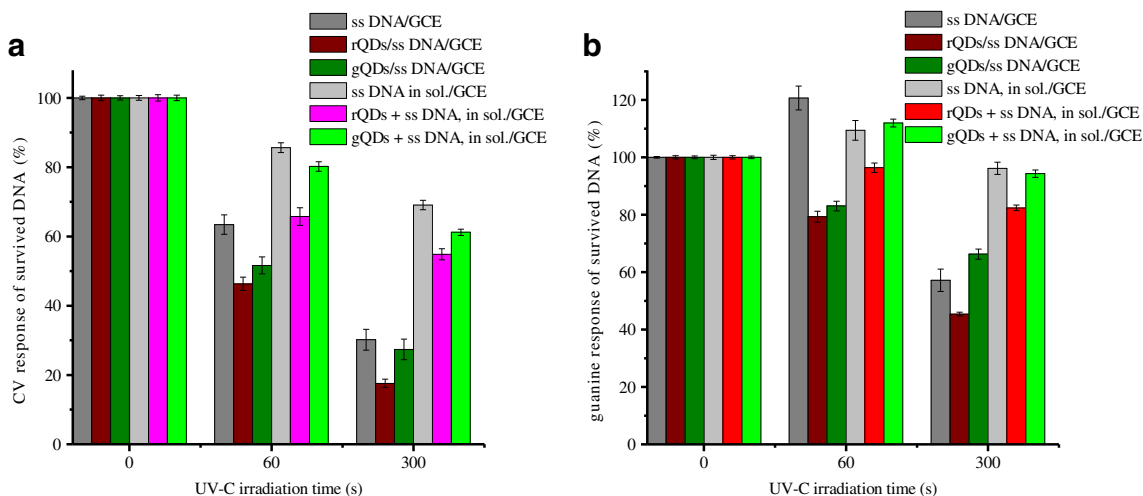 a
ss DNA/GCE
rQDs/ss DNA/GCE
gQDs/ss DNA/GCE
ss DNA in sol./GCE
rQDs + ss DNA, in sol./GCE
gQDs + ss DNA, in sol./GCE
CV response of survived DNA (%)
100
80
60
40
20
0
0 60 300
UV-C irradiation time (s)
b
ss DNA/GCE
rQDs/ss DNA/GCE
gQDs/ss DNA/GCE
ss DNA, in sol./GCE
rQDs + ss DNA, in sol./GCE
gQDs + ss DNA, in sol./GCE
guanine response of survived DNA (%)
120
100
80
60
40
20
0
0 60 300
UV-C irradiation time (s)